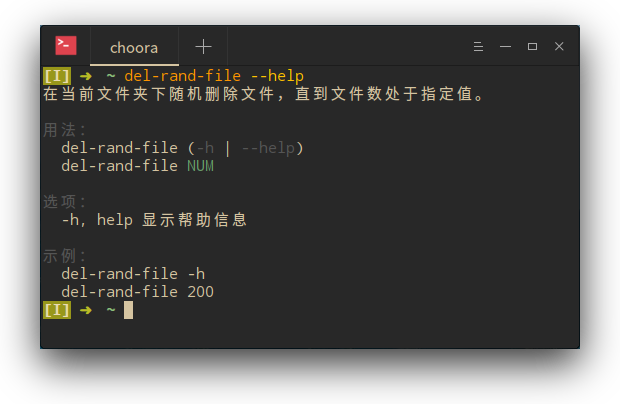 choora
[I] ➜ ~ del-rand-file --help
在当前文件夹下随机删除文件，直到文件数处于指定值。
用法：
del-rand-file (-h | --help)
del-rand-file NUM
选项：
-h, help 显示帮助信息
示例：
del-rand-file -h
del-rand-file 200
[I] ➜ ~